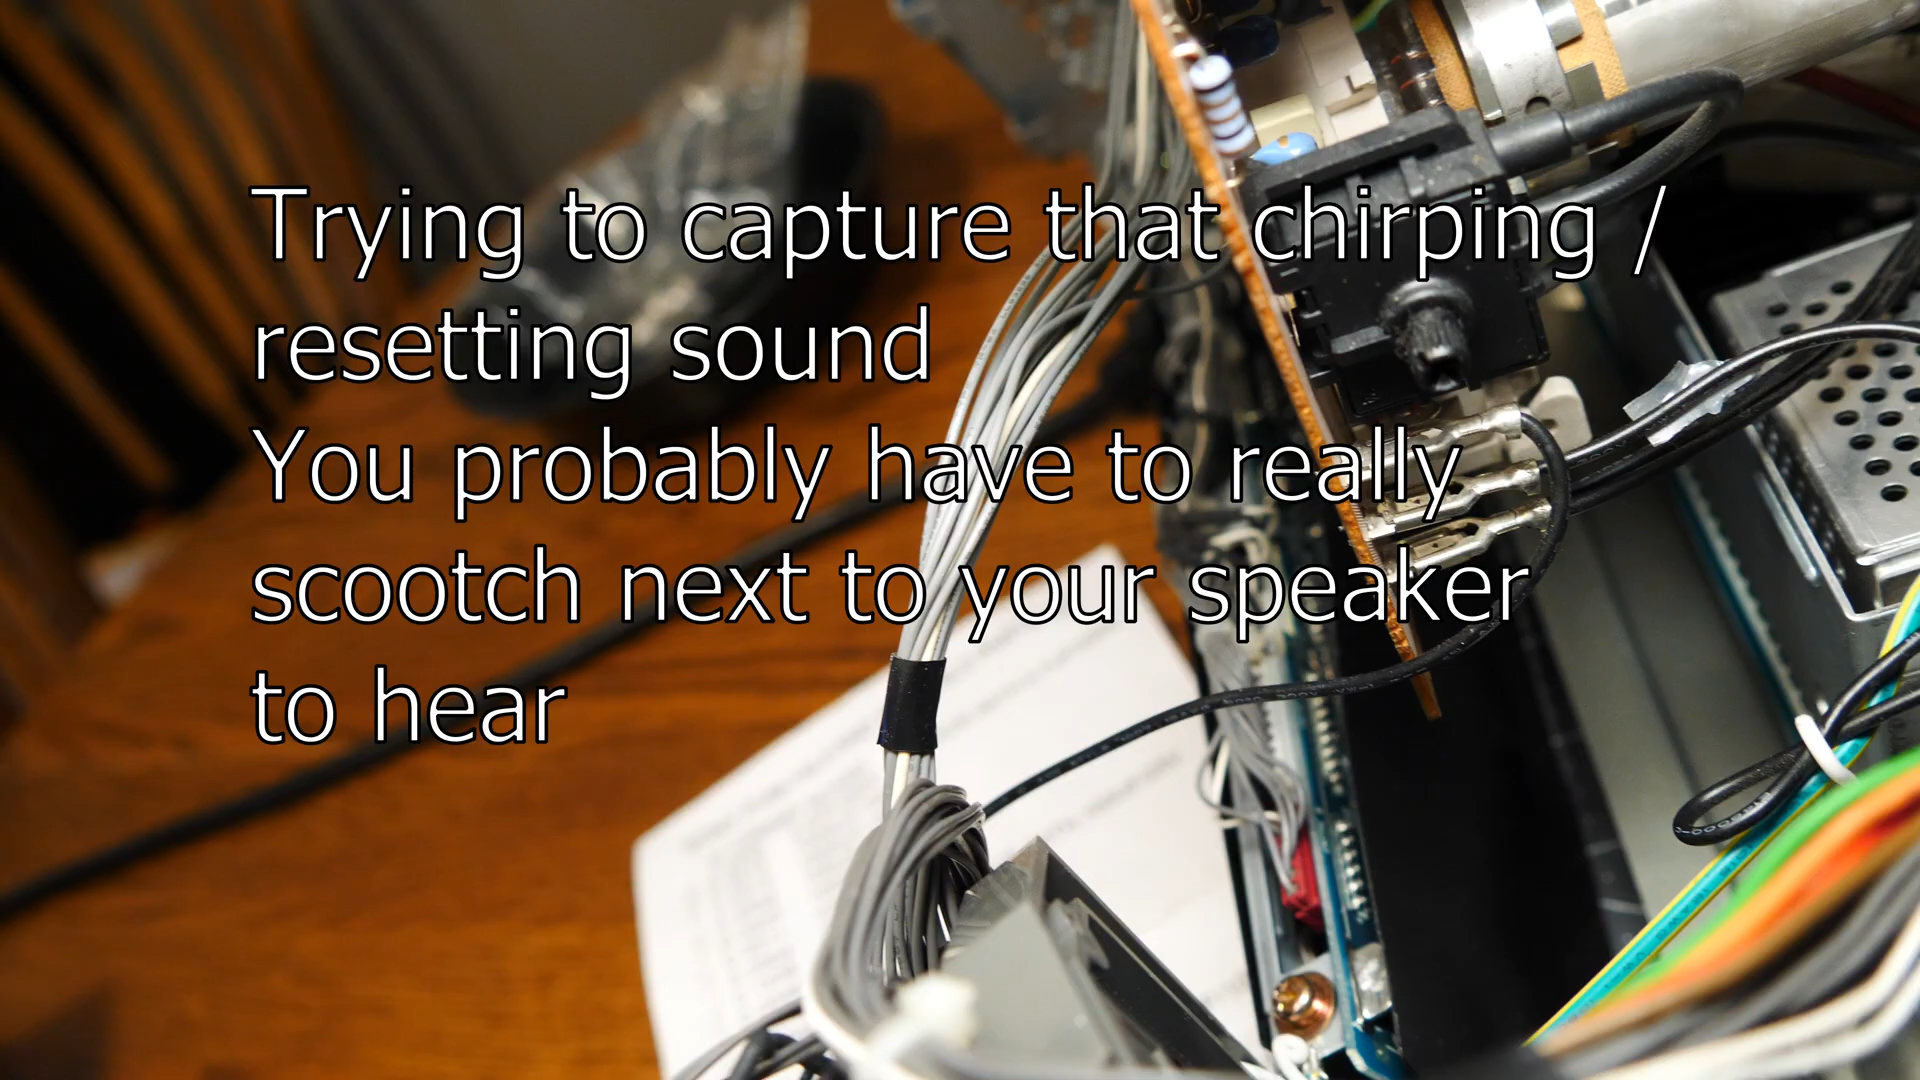 Trying to capture that chirping /
resetting sound
You probably have to really
scootch next to your speaker
to hear